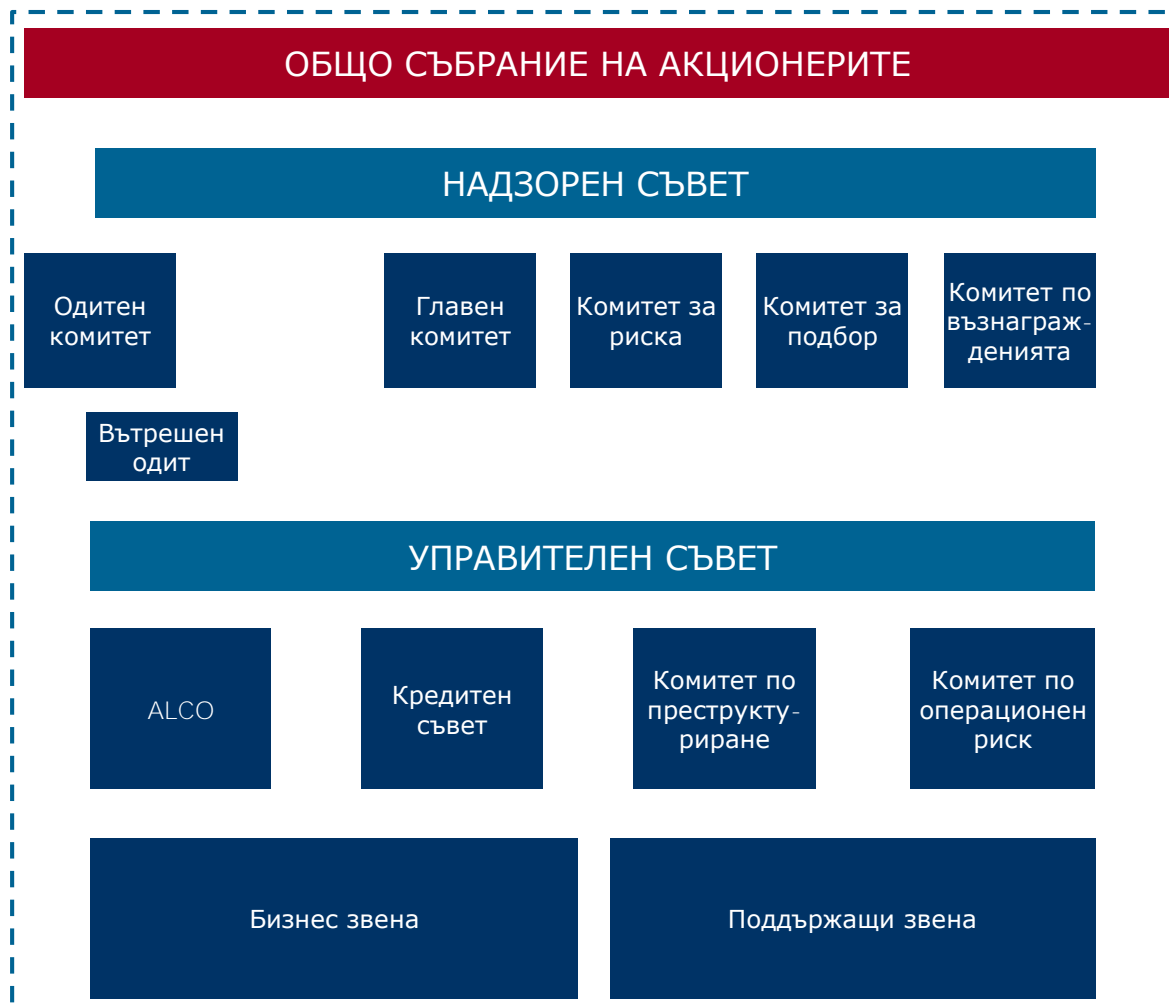 ОБЩО СЪБРАНИЕ НА АКЦИОНЕРИТЕ
НАДЗОРЕН СЪВЕТ
Одитен
комитет
Главен
комитет
Комитет за
риска
Комитет за
подбор
Комитет по
възнаграж-
денията
Вътрешен
одит
УПРАВИТЕЛЕН СЪВЕТ
ALCO
Кредитен
съвет
Комитет по
преструкту-
риране
Комитет по
операционен
риск
Бизнес звена
Поддържащи звена